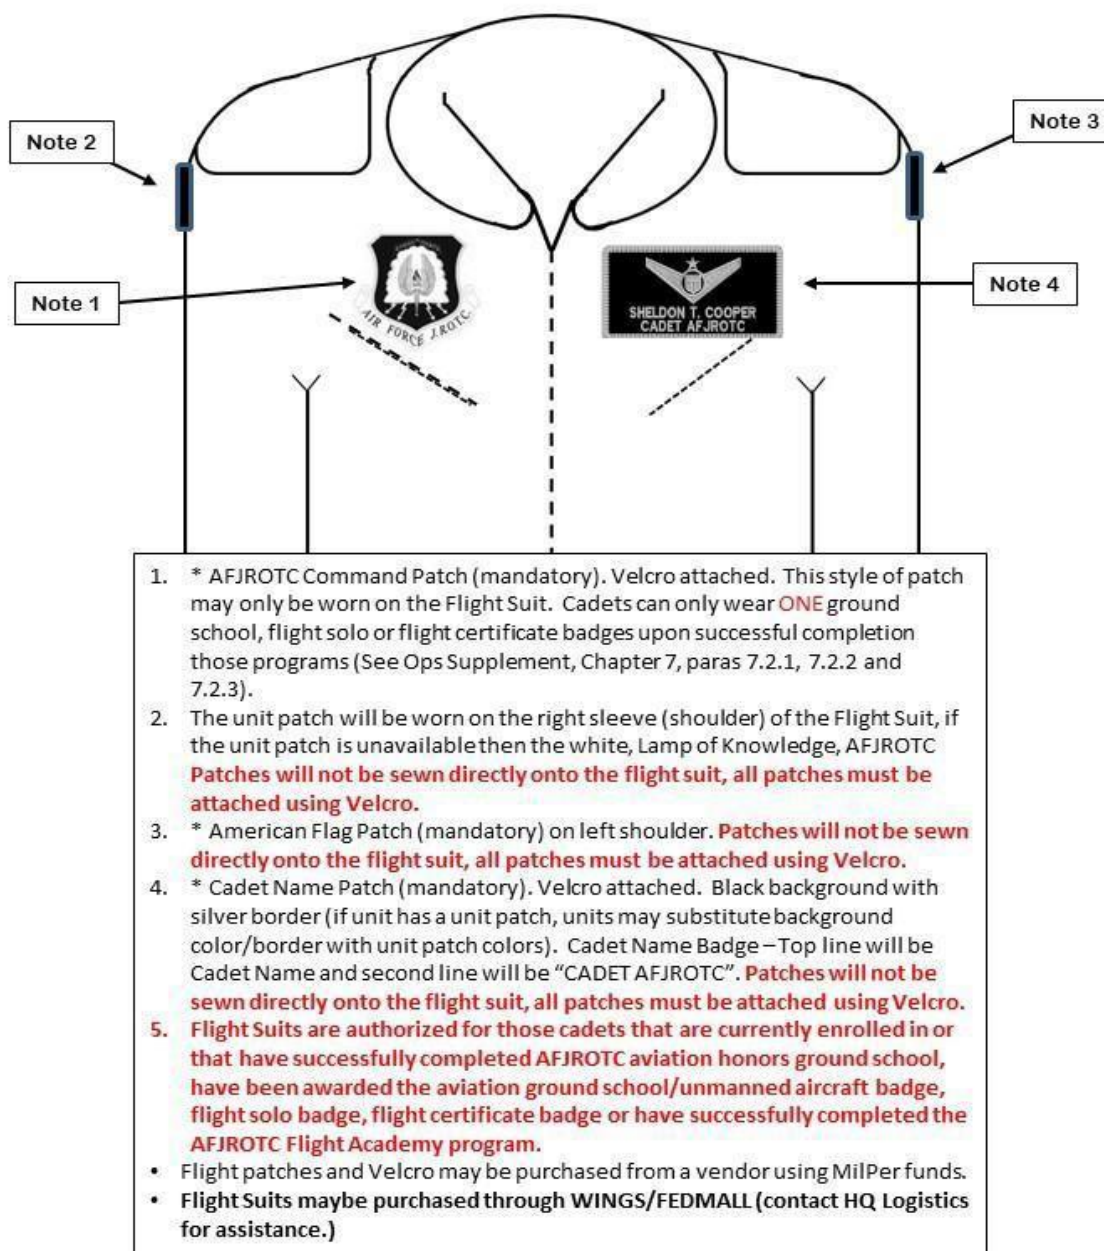 Note 2
Note 3
Note 1
AIR FORCE J.R.O.T.C.
SHELDON T. COOPER
CADET AFJROTC
Note 4
1. * AFJROTC Command Patch (mandatory). Velcro attached. This style of patch
may only be worn on the Flight Suit. Cadets can only wear ONE ground
school, flight solo or flight certificate badges upon successful completion
those programs (See Ops Supplement, Chapter 7, paras 7.2.1, 7.2.2 and
7.2.3).
2. The unit patch will be worn on the right sleeve (shoulder) of the Flight Suit, if
the unit patch is unavailable then the white, Lamp of Knowledge, AFJROTC
Patches will not be sewn directly onto the flight suit, all patches must be
attached using Velcro.
3. * American Flag Patch (mandatory) on left shoulder. Patches will not be sewn
directly onto the flight suit, all patches must be attached using Velcro.
4. * Cadet Name Patch (mandatory). Velcro attached. Black background with
silver border (if unit has a unit patch, units may substitute background
color/border with unit patch colors). Cadet Name Badge – Top line will be
Cadet Name and second line will be “CADET AFJROTC”. Patches will not be
sewn directly onto the flight suit, all patches must be attached using Velcro.
5. Flight Suits are authorized for those cadets that are currently enrolled in or
that have successfully completed AFJROTC aviation honors ground school,
have been awarded the aviation ground school/unmanned aircraft badge,
flight solo badge, flight certificate badge or have successfully completed the
AFJROTC Flight Academy program.
• Flight patches and Velcro may be purchased from a vendor using MilPer funds.
• Flight Suits maybe purchased through WINGS/FEDMALL (contact HQ Logistics
for assistance.)